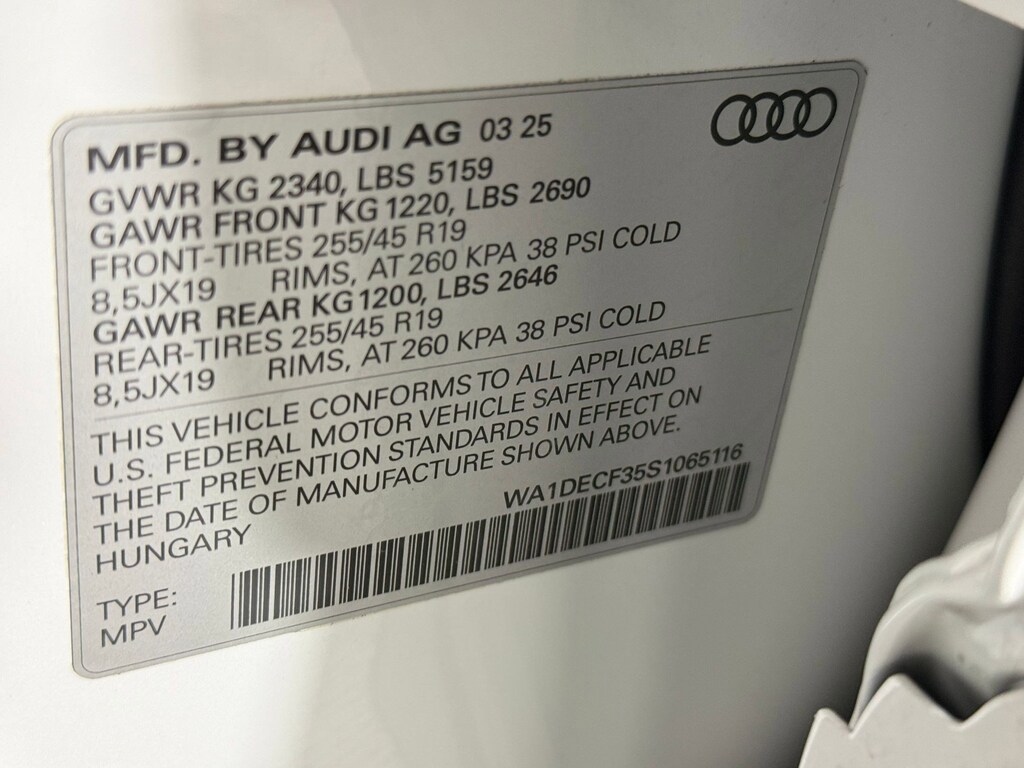 MFD. BY AUDI AG 03 25
GVWR KG 2340, LBS 5159
GAWR FRONT KG 1220, LBS 2690
FRONT-TIRES 255/45 R19
8,5JX19 RIMS, AT 260 KPA 38 PSI COLD
GAWR REAR KG 1200, LBS 2646
REAR-TIRES 255/45 R19
8,5JX19 RIMS, AT 260 KPA 38 PSI COLD
THIS VEHICLE CONFORMS TO ALL APPLICABLE
U.S. FEDERAL MOTOR VEHICLE SAFETY AND
THEFT PREVENTION STANDARDS IN EFFECT ON
THE DATE OF MANUFACTURE SHOWN ABOVE.
HUNGARY WA1DECF35S1065116
TYPE:
MPV